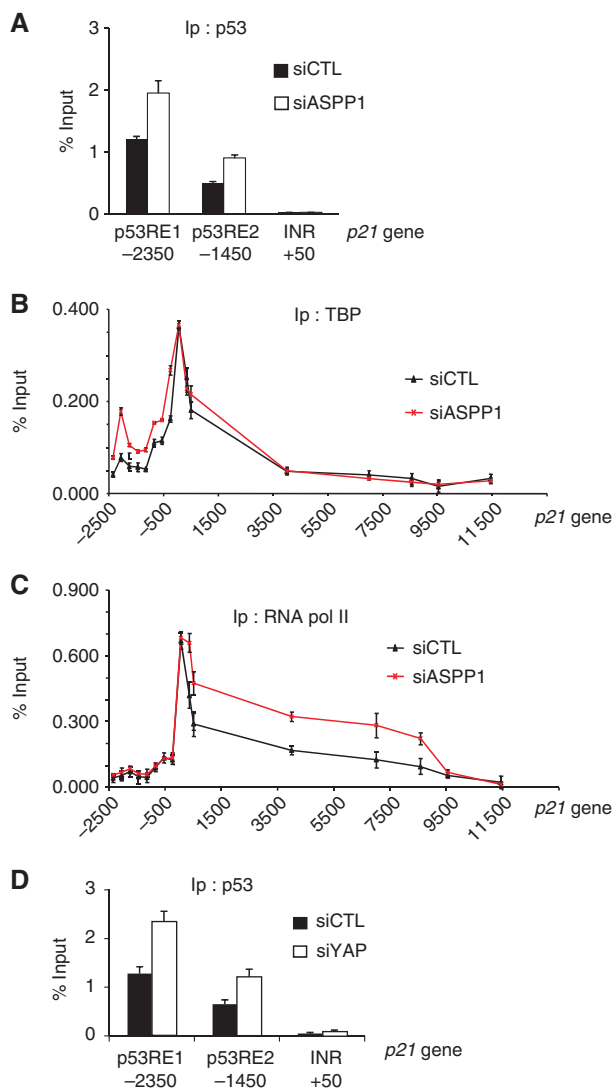 A
Ip : p53
3
2
1
0
% Input
siCTL
siASPP1
p53RE1 p53RE2 INR p21 gene
–2350 –1450 +50
B
Ip : TBP
0.400
0.200
0.000
% Input
siCTL
siASPP1
–2500 –500 1500 3500 5500 7500 9500 11 500
p21 gene
C
Ip : RNA pol II
0.900
0.600
0.300
0.000
% Input
siCTL
siASPP1
–2500 –500 1500 3500 5500 7500 9500 11 500
p21 gene
D
Ip : p53
3
2
1
0
% Input
siCTL
siYAP
p53RE1 p53RE2 INR p21 gene
–2350 –1450 +50